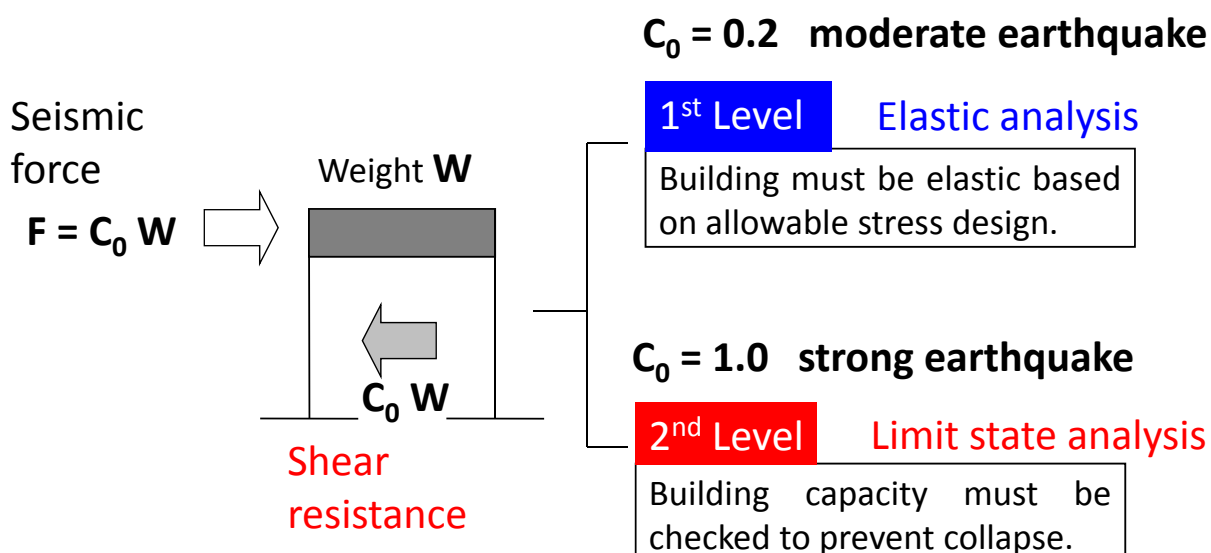 Seismic
force
F = C₀ W
Weight W
C₀ W
Shear
resistance
C₀ = 0.2 moderate earthquake
1ˢᵗ Level Elastic analysis
Building must be elastic based
on allowable stress design.
C₀ = 1.0 strong earthquake
2ⁿᵈ Level Limit state analysis
Building capacity must be
checked to prevent collapse.